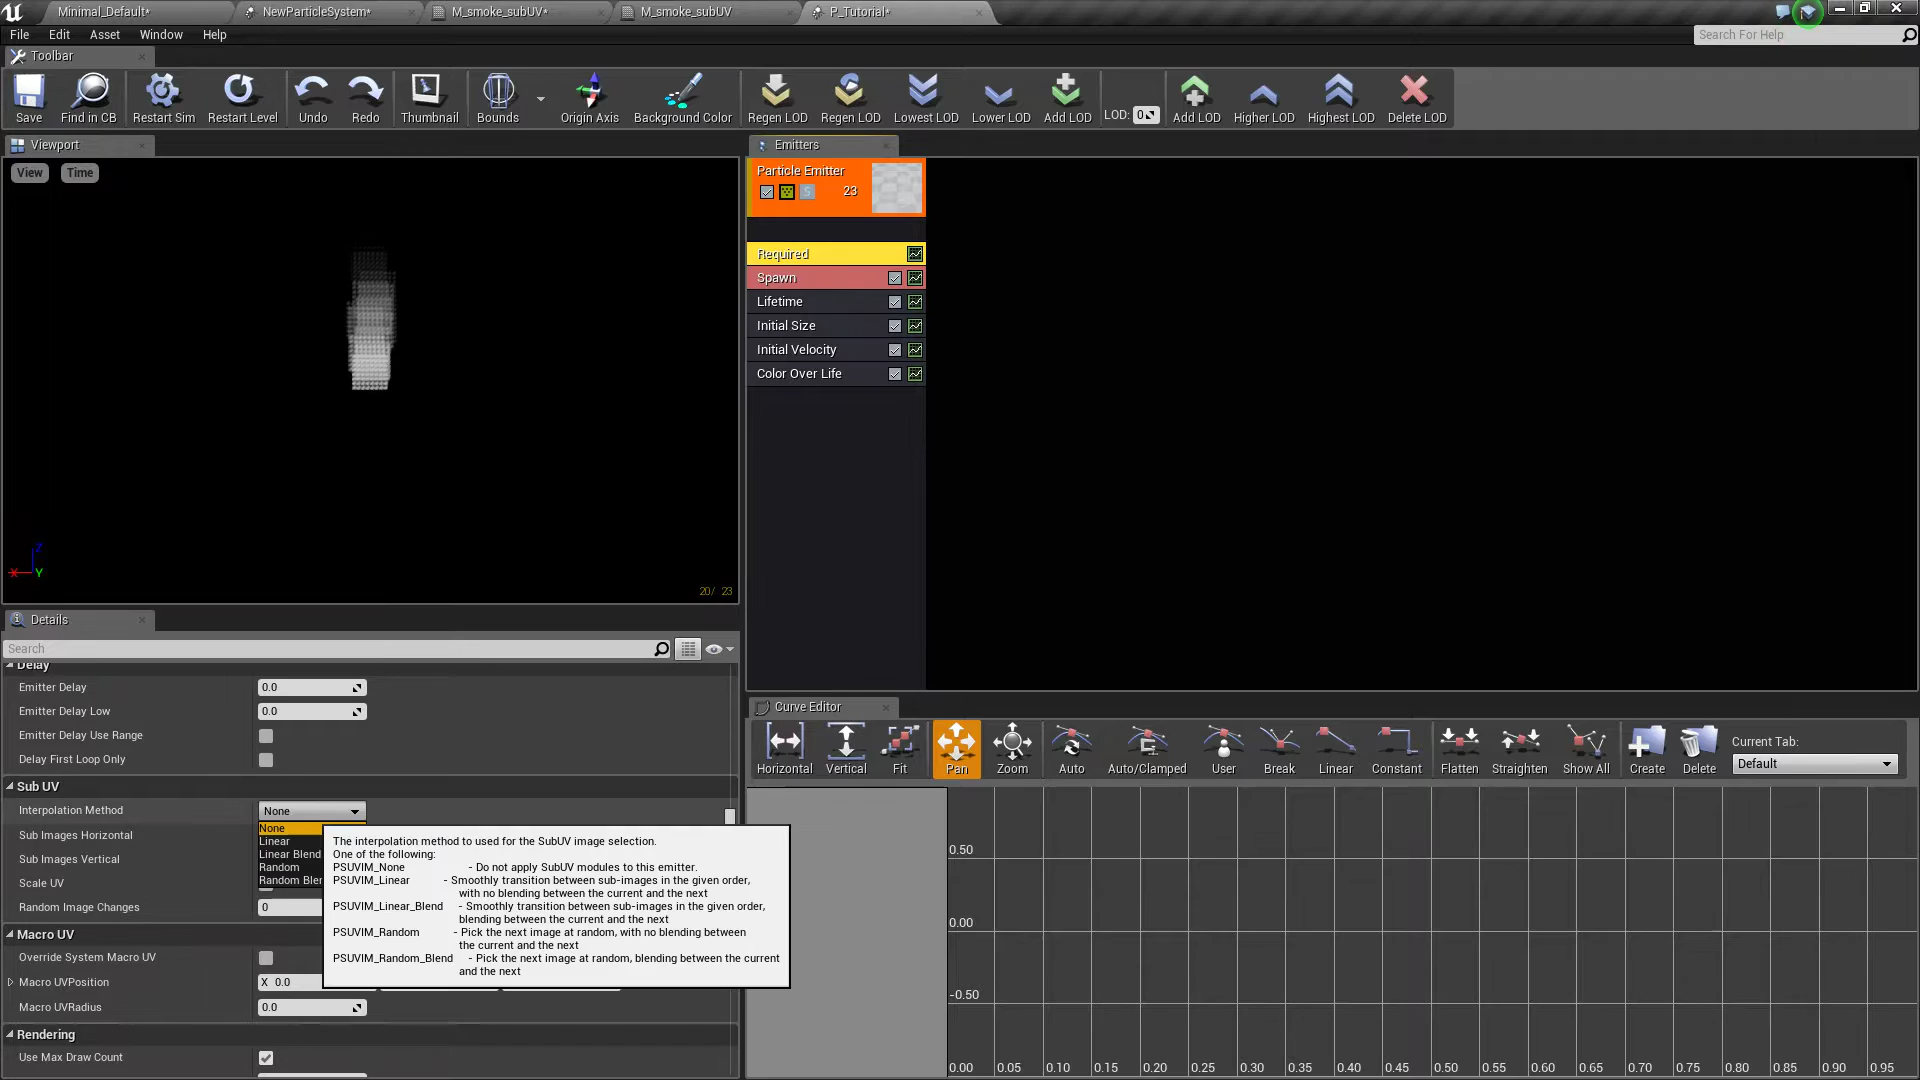 Minimal_Default*
NewParticleSystem*
M_smoke_subUV*
M_smoke_subUV
P_Tutorial*
File
Edit
Asset
Window
Help
Search For Help
Toolbar
Save
Find in CB
Restart Sim
Restart Level
Undo
Redo
Thumbnail
Bounds
Origin Axis
Background Color
Regen LOD
Regen LOD
Lowest LOD
Lower LOD
Add LOD
LOD: 0
Add LOD
Higher LOD
Highest LOD
Delete LOD
Viewport
View
Time
Z
X
Y
20/ 23
Emitters
Particle Emitter
S
23
Required
Spawn
Lifetime
Initial Size
Initial Velocity
Color Over Life
Details
Search
Delay
Emitter Delay
0.0
Emitter Delay Low
0.0
Emitter Delay Use Range
Delay First Loop Only
Sub UV
Interpolation Method
None
None
Linear
Linear Blend
Random
Random Bler
Sub Images Horizontal
Sub Images Vertical
Scale UV
Random Image Changes
0
The interpolation method to used for the SubUV image selection.
One of the following:
PSUVIM_None - Do not apply SubUV modules to this emitter.
PSUVIM_Linear - Smoothly transition between sub-images in the given order,
with no blending between the current and the next
PSUVIM_Linear_Blend - Smoothly transition between sub-images in the given order,
blending between the current and the next
PSUVIM_Random - Pick the next image at random, with no blending between
the current and the next
PSUVIM_Random_Blend - Pick the next image at random, blending between the current
and the next
Macro UV
Override System Macro UV
Macro UVPosition
X 0.0
Macro UVRadius
0.0
Rendering
Use Max Draw Count
Curve Editor
Horizontal
Vertical
Fit
Pan
Zoom
Auto
Auto/Clamped
User
Break
Linear
Constant
Flatten
Straighten
Show All
Create
Delete
Current Tab:
Default
0.50
0.00
-0.50
0.00 0.05 0.10 0.15 0.20 0.25 0.30 0.35 0.40 0.45 0.50 0.55 0.60 0.65 0.70 0.75 0.80 0.85 0.90 0.95